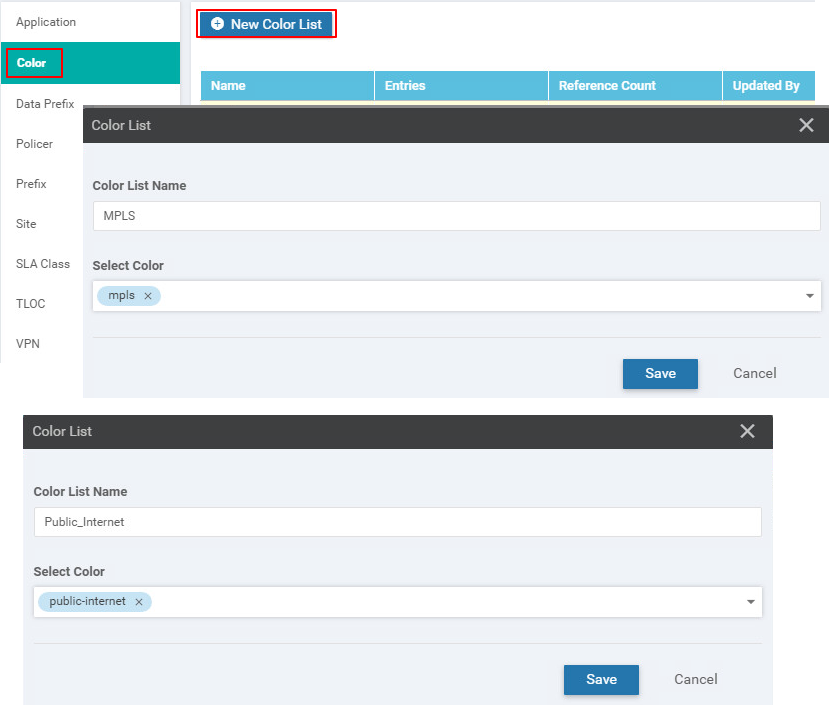 Application
New Color List
Color
Name Entries Reference Count Updated By
Data Prefix
Color List
Policer
Prefix
Color List Name
Site
MPLS
SLA Class
Select Color
TLOC
mpls ×
VPN
Save Cancel
Color List
Color List Name
Public_Internet
Select Color
public-internet ×
Save Cancel